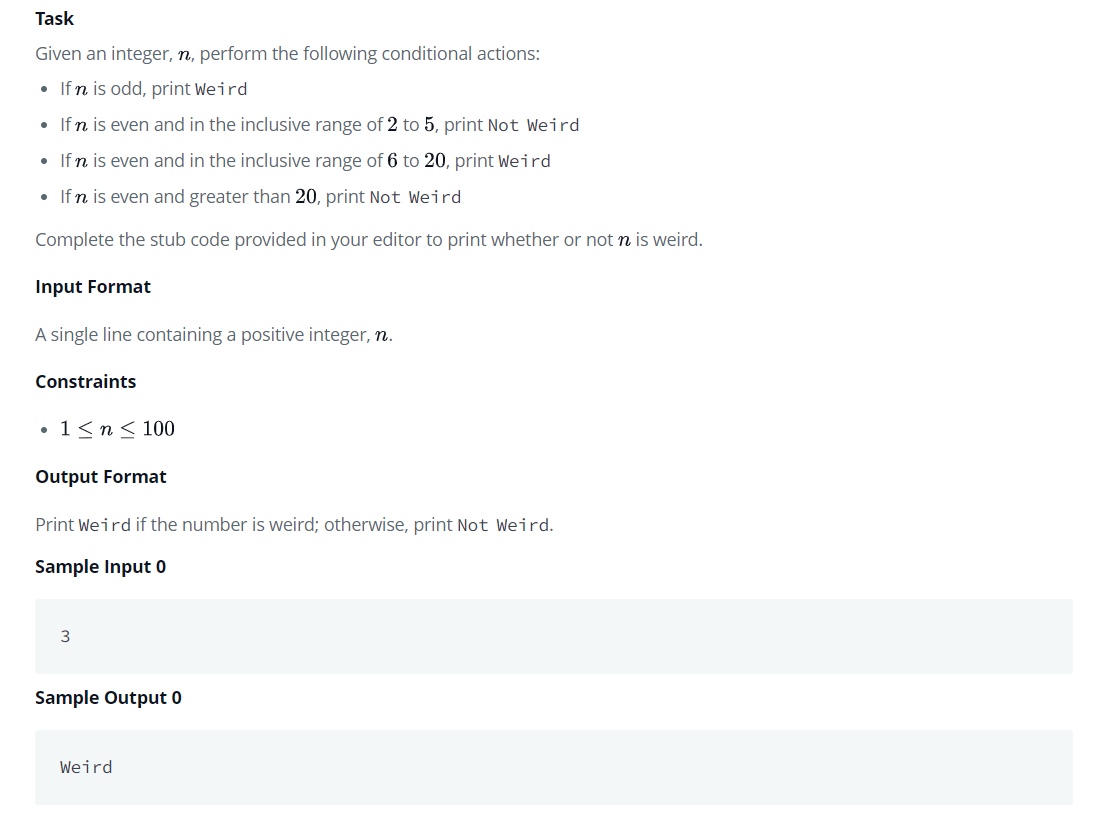 Task
Given an integer, n, perform the following conditional actions:
• If n is odd, print Weird
• If n is even and in the inclusive range of 2 to 5, print Not Weird
• If n is even and in the inclusive range of 6 to 20, print Weird
• If n is even and greater than 20, print Not Weird
Complete the stub code provided in your editor to print whether or not n is weird.
Input Format
A single line containing a positive integer, n.
Constraints
• 1 ≤ n ≤ 100
Output Format
Print Weird if the number is weird; otherwise, print Not Weird.
Sample Input 0
3
Sample Output 0
Weird